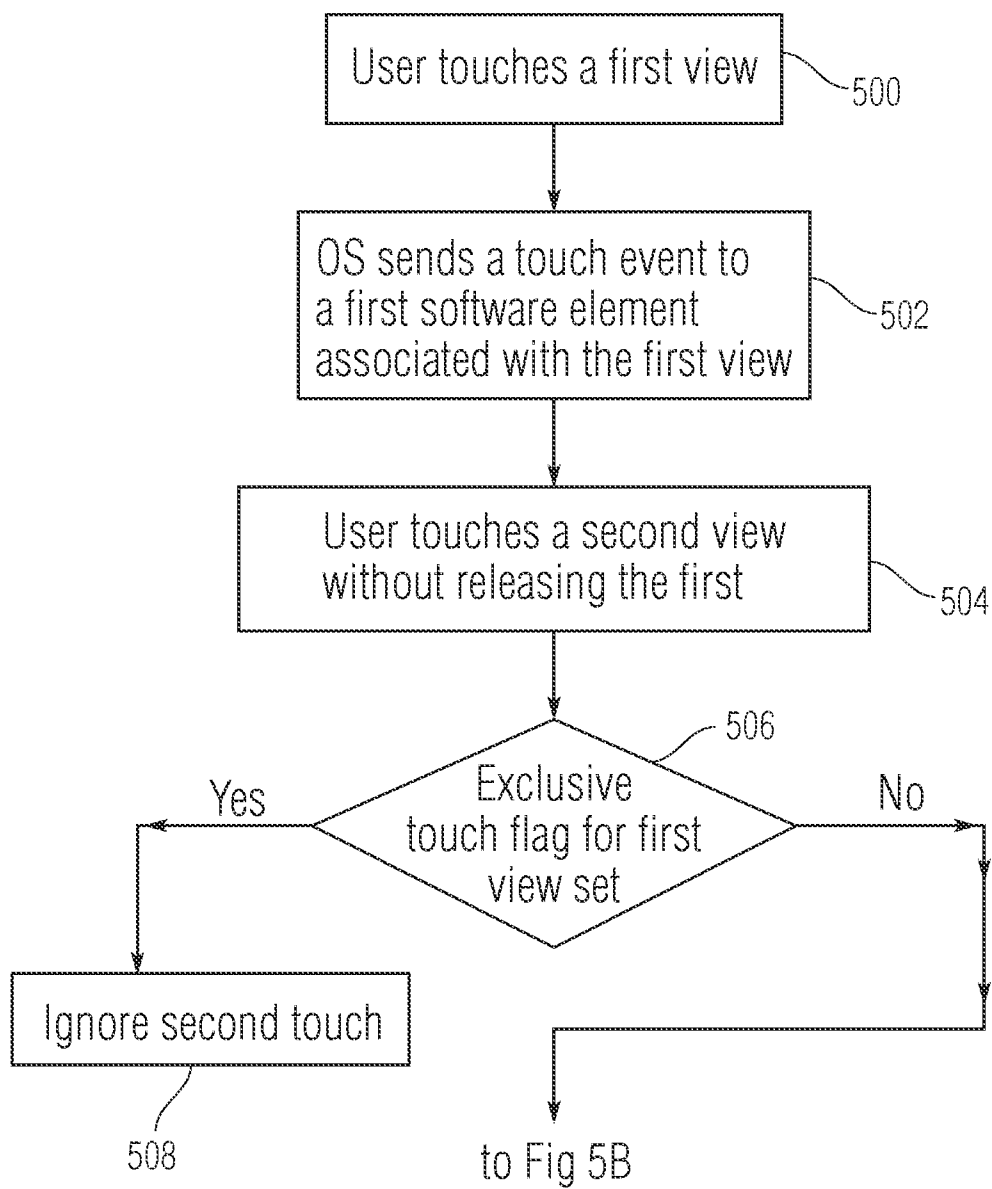 User touches a first view
500
OS sends a touch event to
a first software element
associated with the first view
502
User touches a second view
without releasing the first
504
506
Exclusive
touch flag for first
view set
Yes
No
Ignore second touch
508
to Fig 5B